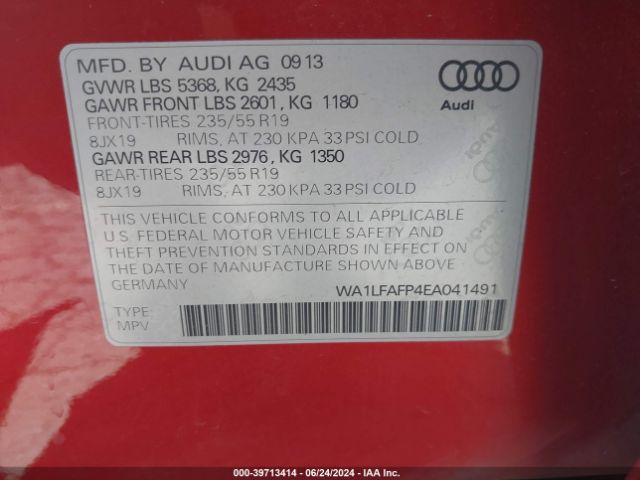 MFD. BY AUDI AG 09 13
GVWR LBS 5368, KG 2435
GAWR FRONT LBS 2601, KG 1180
FRONT-TIRES 235/55 R19
8JX19 RIMS, AT 230 KPA 33 PSI COLD
GAWR REAR LBS 2976, KG 1350
REAR-TIRES 235/55 R19
8JX19 RIMS, AT 230 KPA 33 PSI COLD
Audi
THIS VEHICLE CONFORMS TO ALL APPLICABLE
U.S. FEDERAL MOTOR VEHICLE SAFETY AND
THEFT PREVENTION STANDARDS IN EFFECT ON
THE DATE OF MANUFACTURE SHOWN ABOVE
GERMANY
WA1LFAFP4EA041491
TYPE:
MPV
000-39713414 - 06/24/2024 - IAA Inc.